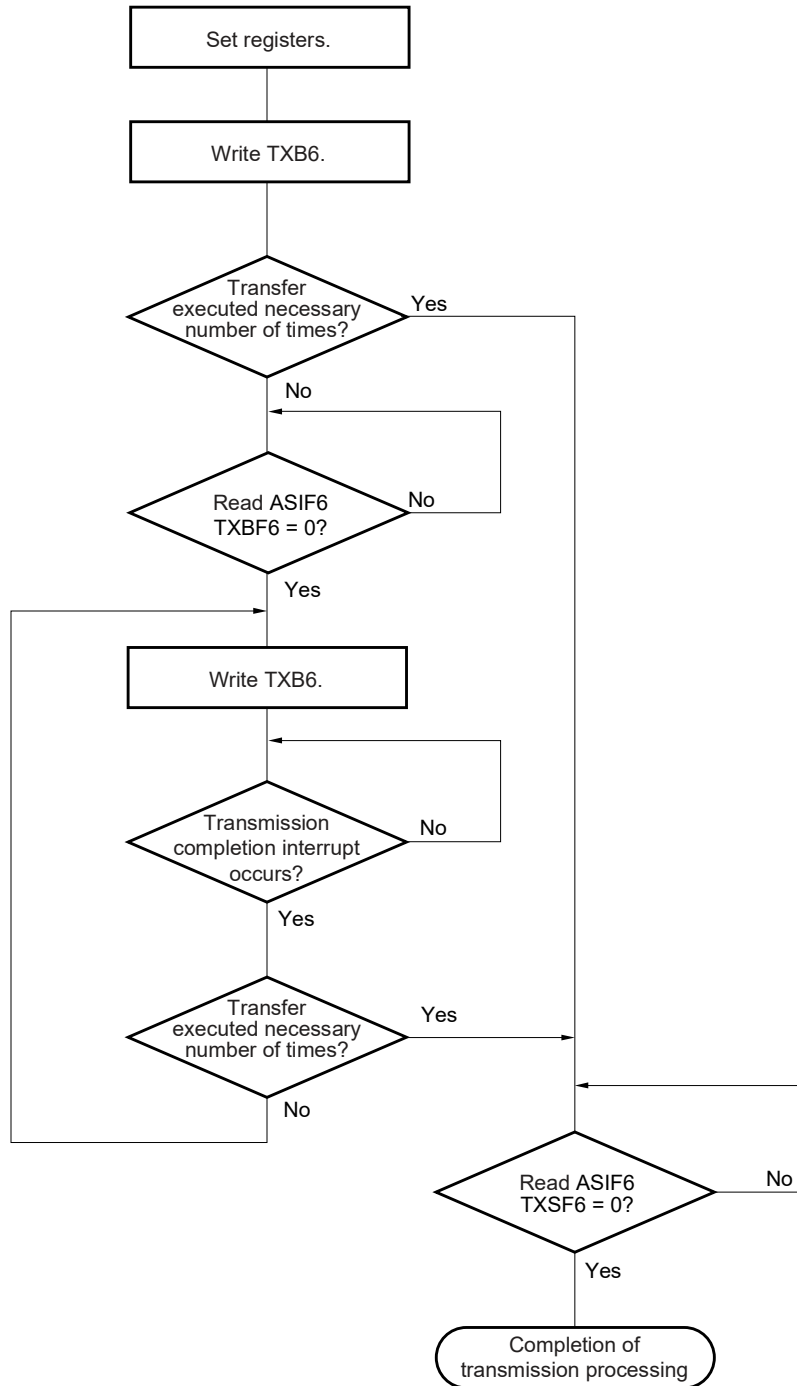 Set registers.
Write TXB6.
Transfer
executed necessary
number of times?
Yes
No
Read ASIF6
TXBF6 = 0?
No
Yes
Write TXB6.
Transmission
completion interrupt
occurs?
No
Yes
Transfer
executed necessary
number of times?
Yes
No
Read ASIF6
TXSF6 = 0?
No
Yes
Completion of
transmission processing